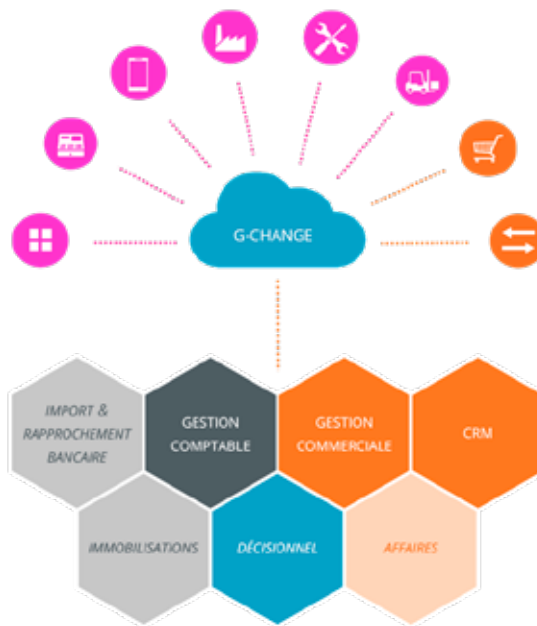 G-CHANGE
IMPORT &
RAPPROCHEMENT
BANCAIRE
GESTION
COMPTABLE
GESTION
COMMERCIALE
CRM
IMMOBILISATIONS
DÉCISIONNEL
AFFAIRES